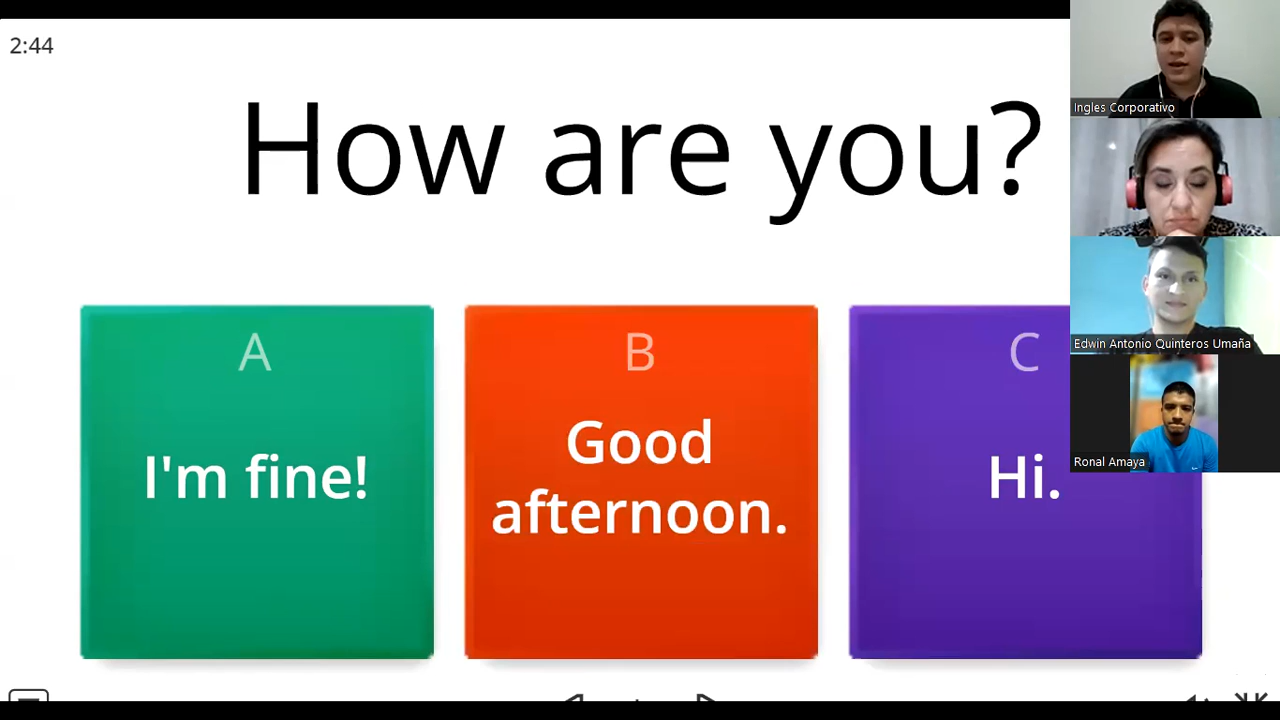 2:44
How are you?
A
I'm fine!
B
Good
afternoon.
C
Hi.
Ingles Corporativo
Edwin Antonio Quinteros Umaña
Ronal Amaya